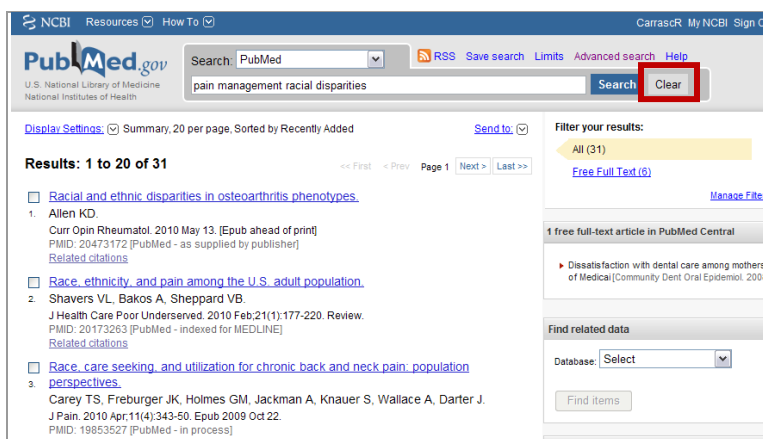 NCBI Resources How To CarrascR My NCBI Sign
PubMed.gov
U.S. National Library of Medicine
National Institutes of Health
Search: PubMed
RSS Save search Limits Advanced search Help
pain management racial disparities Search Clear
Display Settings: Summary, 20 per page, Sorted by Recently Added Send to:
Results: 1 to 20 of 31 << First < Prev Page 1 Next > Last >>
Racial and ethnic disparities in osteoarthritis phenotypes.
1. Allen KD.
Curr Opin Rheumatol. 2010 May 13. [Epub ahead of print]
PMID: 20473172 [PubMed - as supplied by publisher]
Related citations
Race, ethnicity, and pain among the U.S. adult population.
2. Shavers VL, Bakos A, Sheppard VB.
J Health Care Poor Underserved. 2010 Feb;21(1):177-220. Review.
PMID: 20173263 [PubMed - indexed for MEDLINE]
Related citations
Race, care seeking, and utilization for chronic back and neck pain: population
3. perspectives.
Carey TS, Freburger JK, Holmes GM, Jackman A, Knauer S, Wallace A, Darter J.
J Pain. 2010 Apr;11(4):343-50. Epub 2009 Oct 22.
PMID: 19853527 [PubMed - in process]
Filter your results:
All (31)
Free Full Text (6)
Manage Filte
1 free full-text article in PubMed Central
Dissatisfaction with dental care among mothers
of Medicai [Community Dent Oral Epidemiol. 200
Find related data
Database: Select
Find items